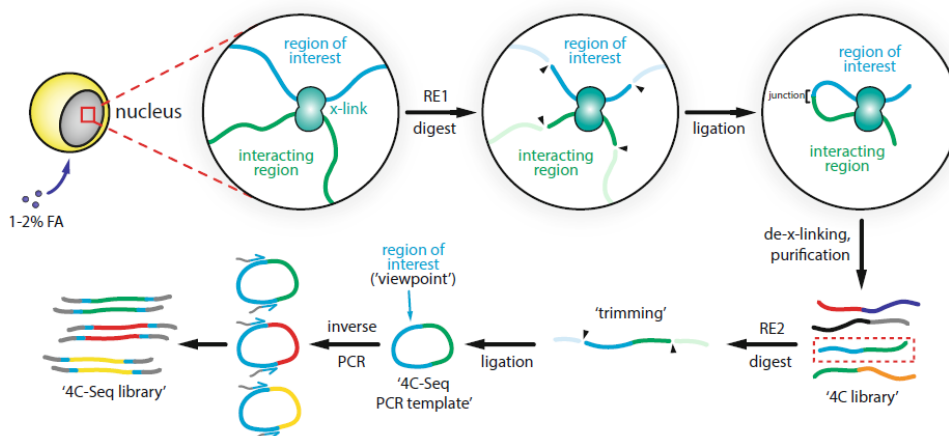 nucleus
1-2% FA
region of
interest
x-link
interacting
region
RE1
digest
region of
interest
interacting
region
ligation
region of
interest
junction
interacting
region
de-x-linking,
purification
'4C library'
RE2
digest
'trimming'
ligation
region of
interest
('viewpoint')
'4C-Seq
PCR template'
inverse
PCR
'4C-Seq library'